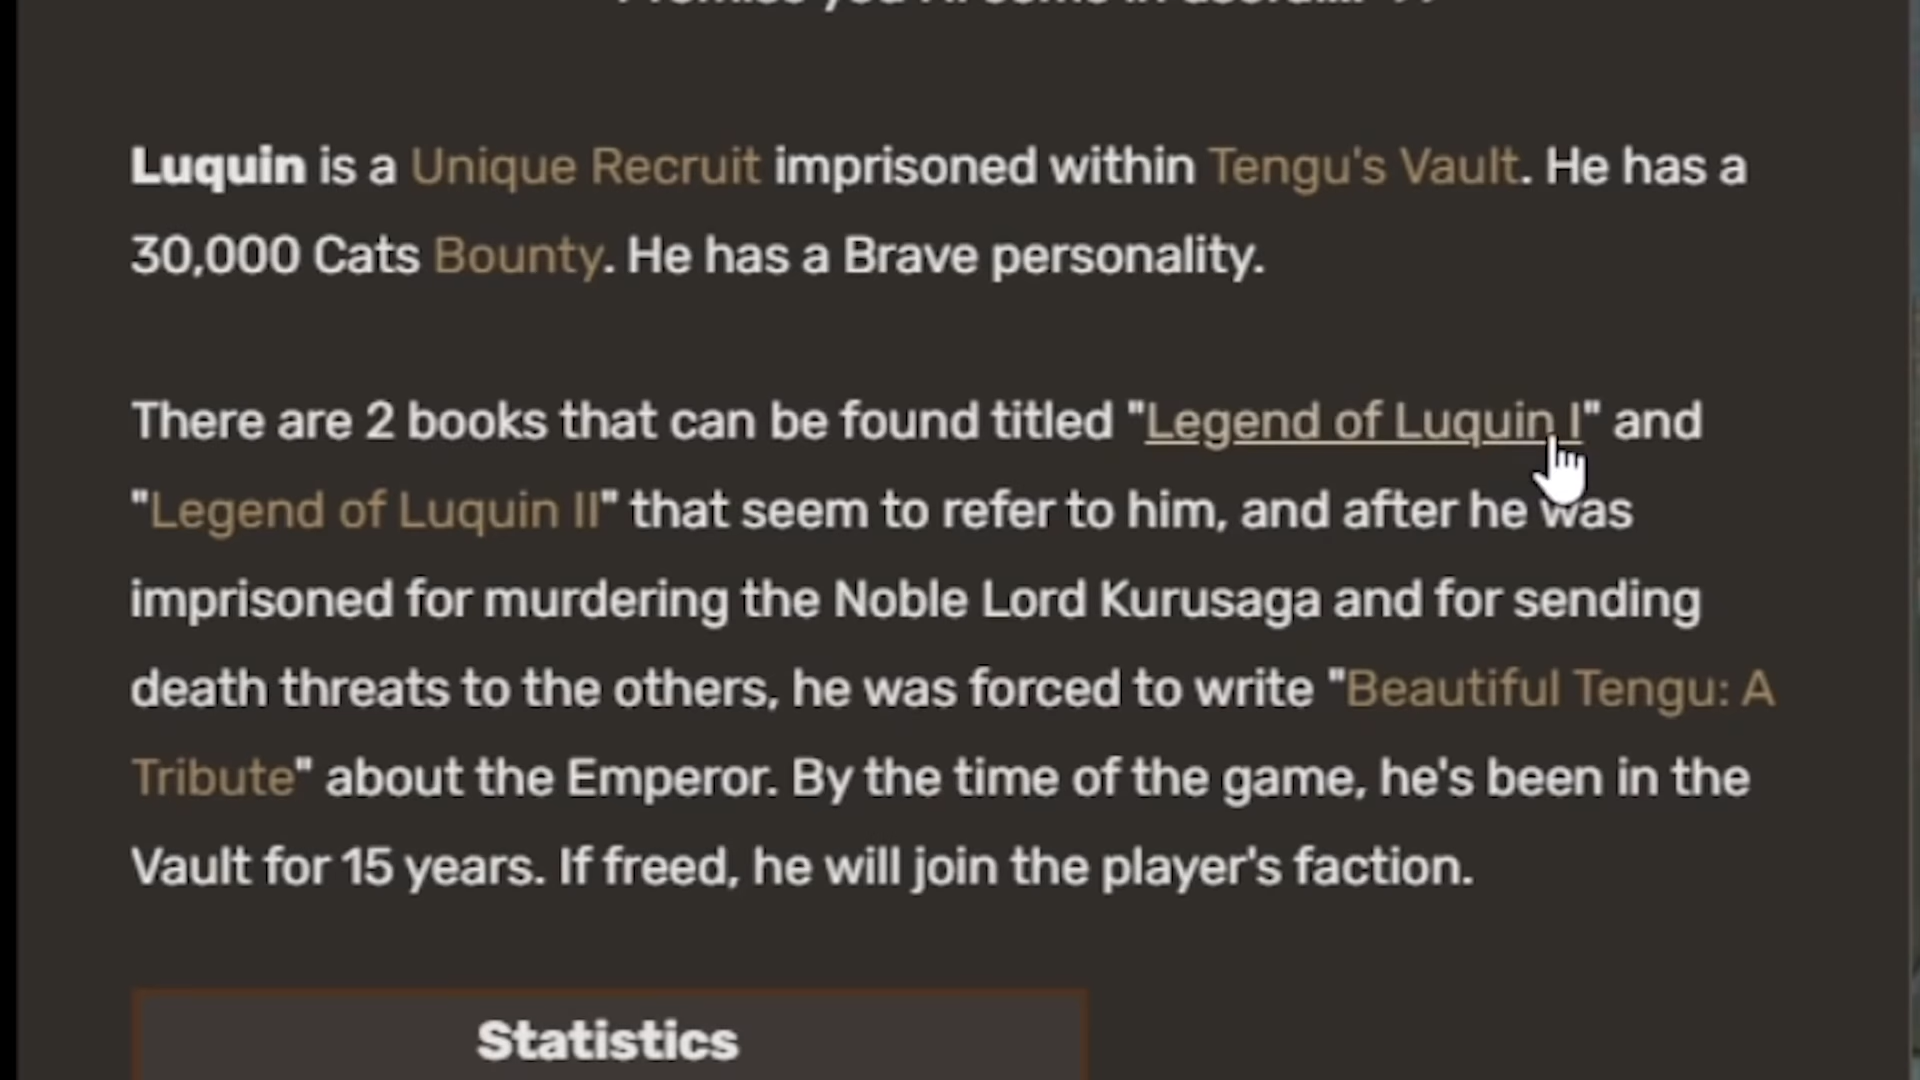 Luquin is a Unique Recruit imprisoned within Tengu's Vault. He has a
30,000 Cats Bounty. He has a Brave personality.
There are 2 books that can be found titled "Legend of Luquin I" and
"Legend of Luquin II" that seem to refer to him, and after he was
imprisoned for murdering the Noble Lord Kurusaga and for sending
death threats to the others, he was forced to write "Beautiful Tengu: A
Tribute" about the Emperor. By the time of the game, he's been in the
Vault for 15 years. If freed, he will join the player's faction.
Statistics